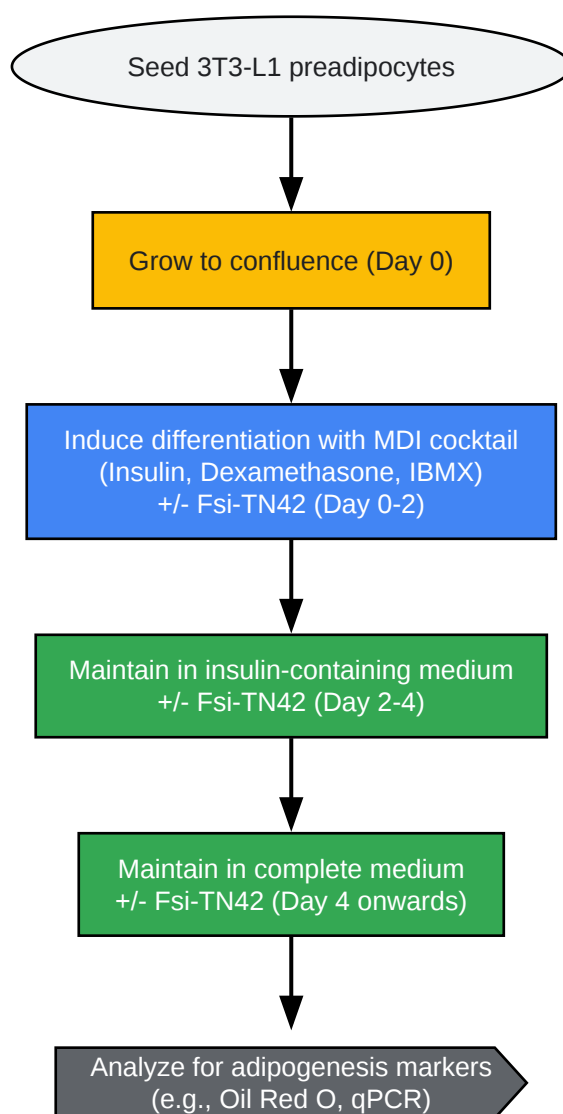 Seed 3T3-L1 preadipocytes
Grow to confluence (Day 0)
Induce differentiation with MDI cocktail
(Insulin, Dexamethasone, IBMX)
+/- Fsi-TN42 (Day 0-2)
Maintain in insulin-containing medium
+/- Fsi-TN42 (Day 2-4)
Maintain in complete medium
+/- Fsi-TN42 (Day 4 onwards)
Analyze for adipogenesis markers
(e.g., Oil Red O, qPCR)